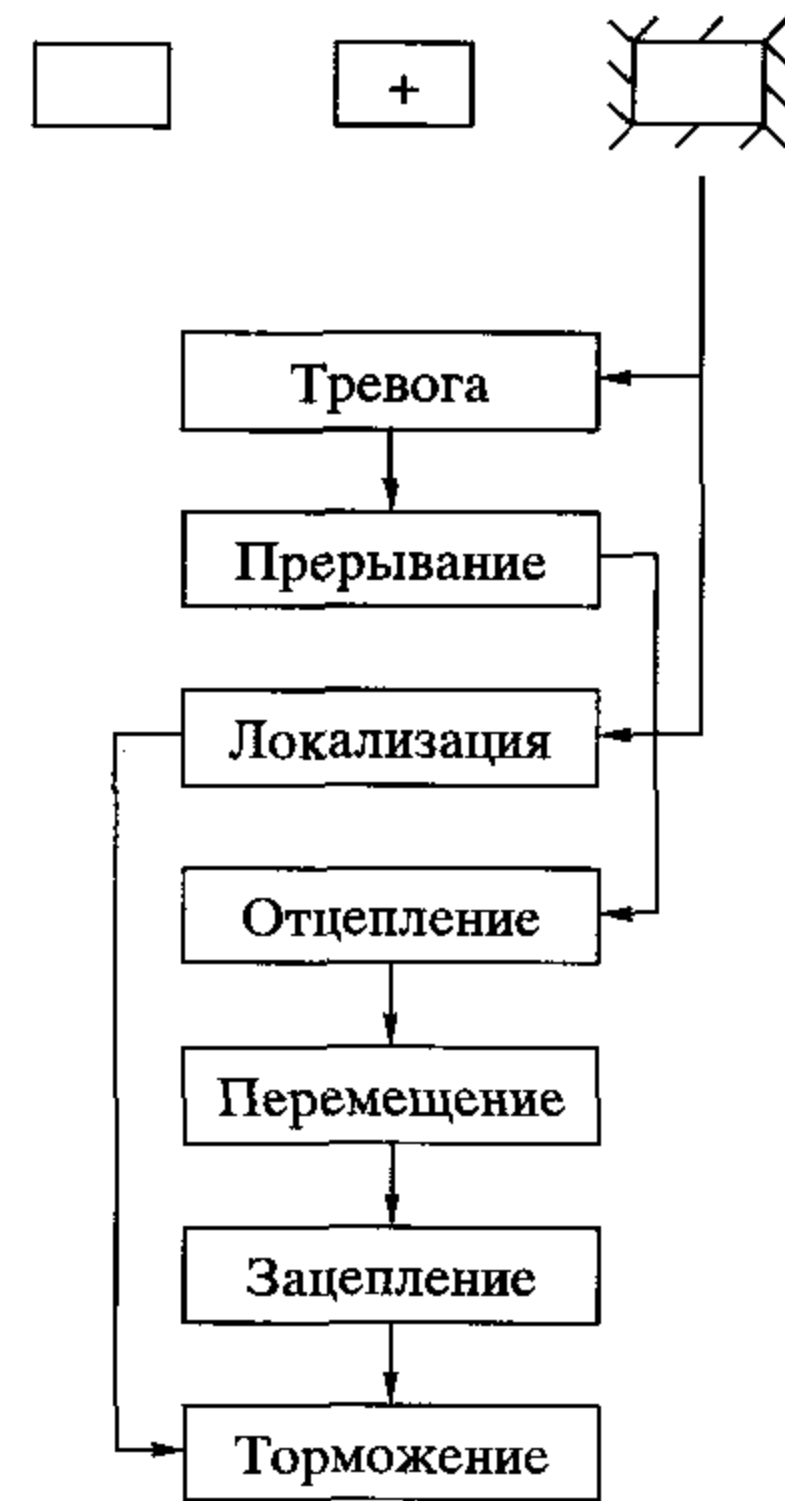 +
Тревога
Прерывание
Локализация
Отцепление
Перемещение
Зацепление
Торможение